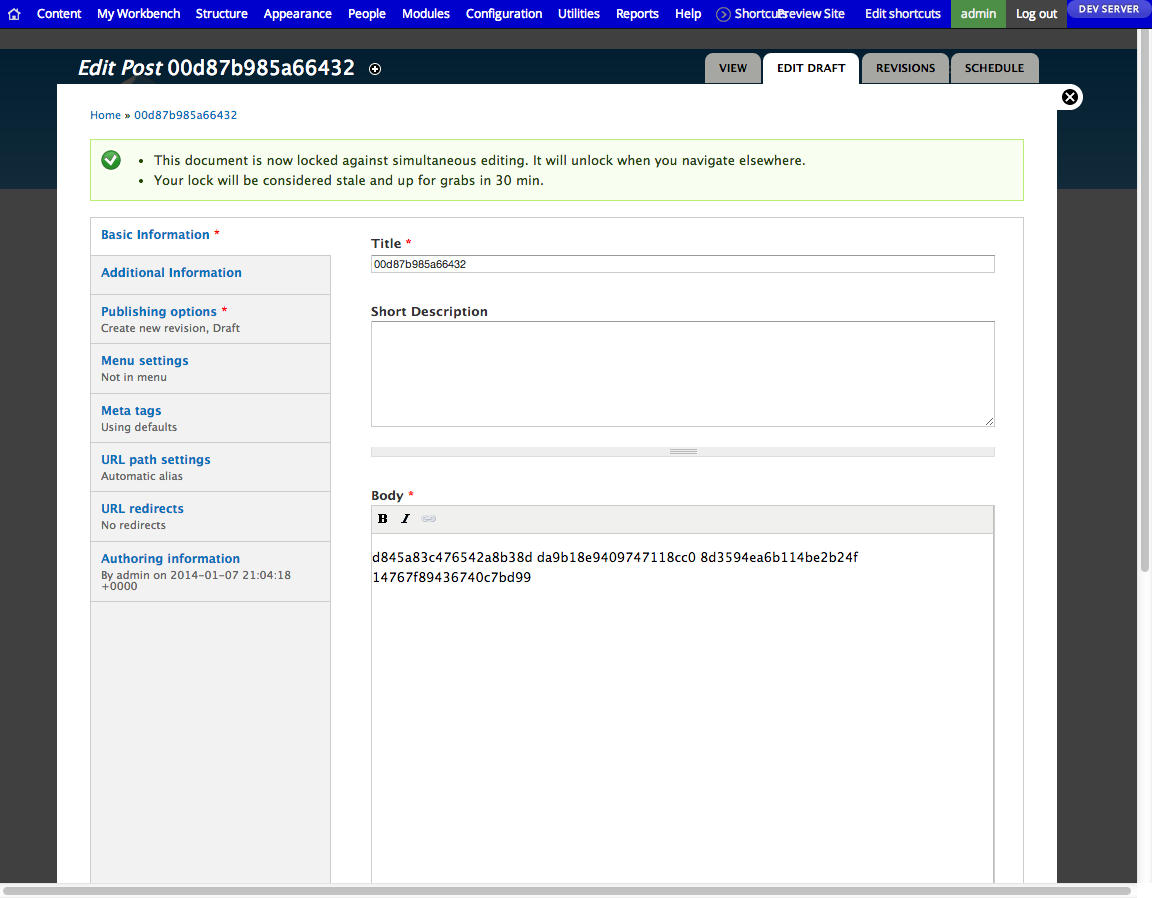 Content My Workbench Structure Appearance People Modules Configuration Utilities Reports Help Shortcuts Preview Site Edit shortcuts admin Log out DEV SERVER
Edit Post 00d87b985a66432
VIEW EDIT DRAFT REVISIONS SCHEDULE
Home » 00d87b985a66432
• This document is now locked against simultaneous editing. It will unlock when you navigate elsewhere.
• Your lock will be considered stale and up for grabs in 30 min.
Basic Information *
Additional Information
Publishing options *
Create new revision, Draft
Menu settings
Not in menu
Meta tags
Using defaults
URL path settings
Automatic alias
URL redirects
No redirects
Authoring information
By admin on 2014-01-07 21:04:18
+0000
Title *
00d87b985a66432
Short Description
Body *
B I
d845a83c476542a8b38d da9b18e9409747118cc0 8d3594ea6b114be2b24f
14767f89436740c7bd99